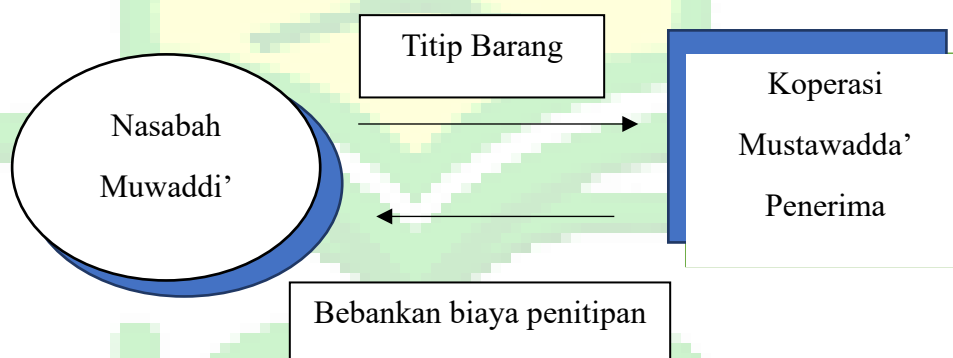 Titip Barang
Nasabah
Muwaddi’
Koperasi
Mustawadda’
Penerima
Bebankan biaya penitipan